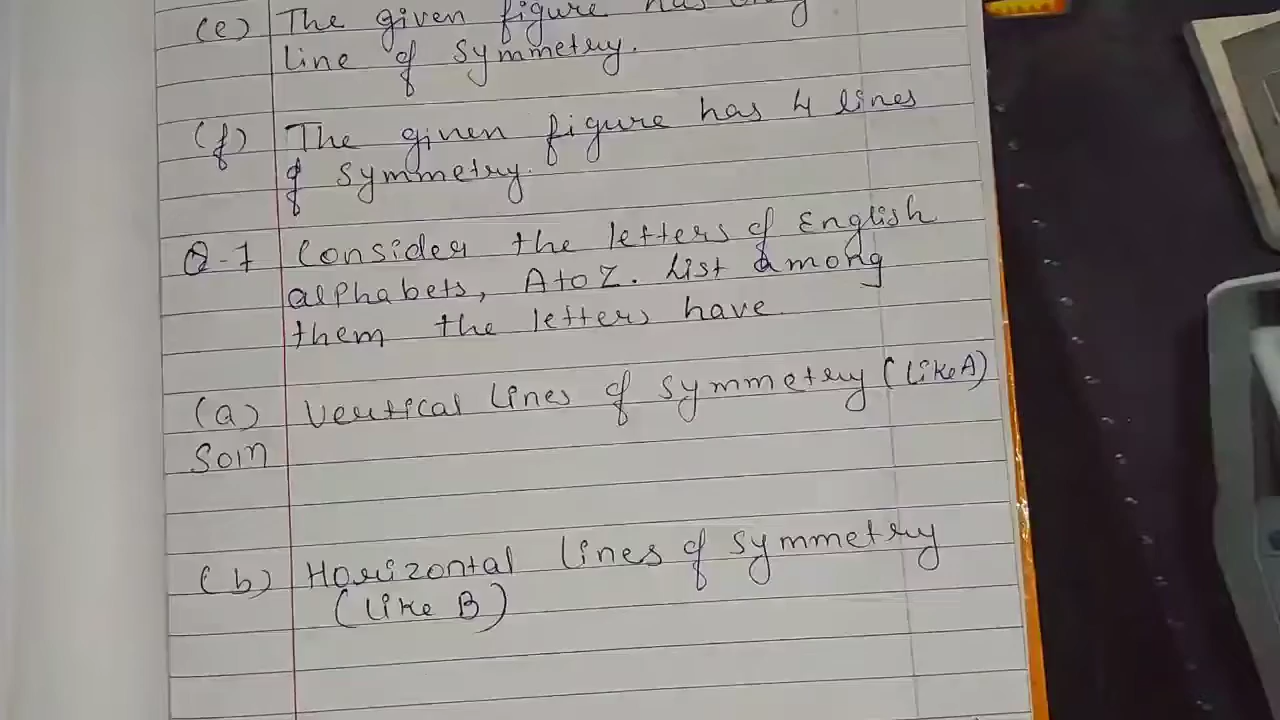 (e) The given figure has only
line of symmetry.
(f) The given figure has 4 lines
of symmetry.
Q-7 Consider the letters of English
alphabets, A to Z. List among
them the letters have
(a) Vertical lines of symmetry (like A)
Soln
(b) Horizontal lines of symmetry
(like B)